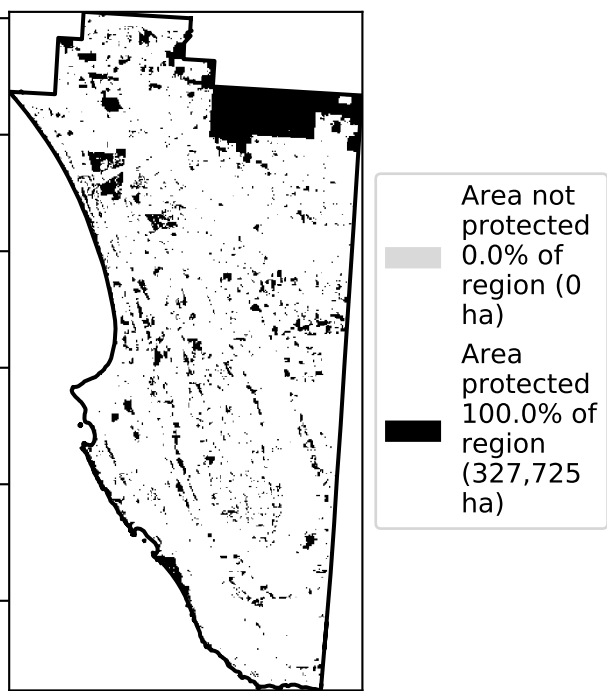 Area not
protected
0.0% of
region (0
ha)
Area
protected
100.0% of
region
(327,725
ha)